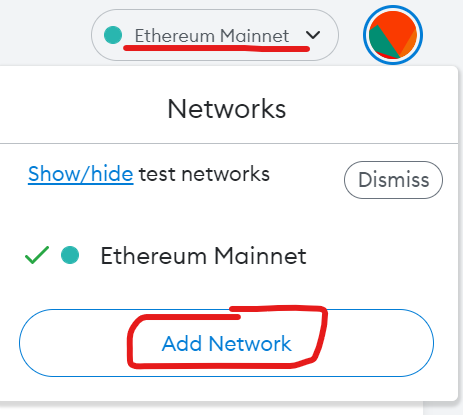 Ethereum Mainnet
Networks
Show/hide test networks
Dismiss
Ethereum Mainnet
Add Network